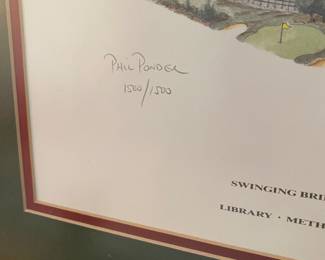 Phil Ponder
1500/1500
SWINGING BRI
LIBRARY · METH